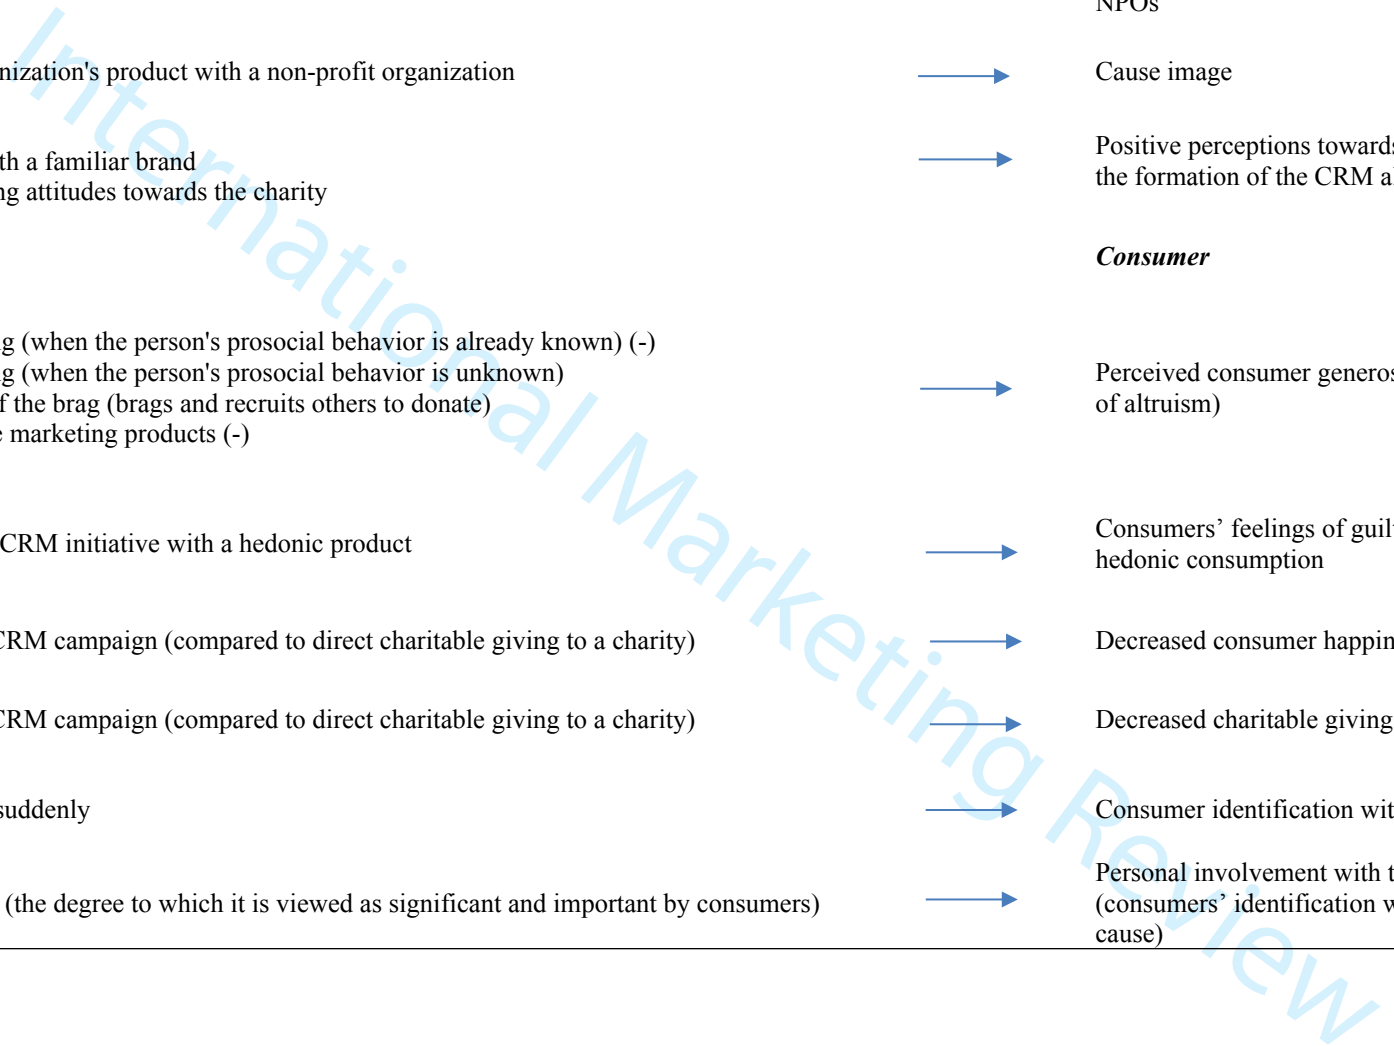 NPOs
nization's product with a non-profit organization
Cause image
th a familiar brand
ng attitudes towards the charity
Positive perceptions towards
the formation of the CRM al
Consumer
g (when the person's prosocial behavior is already known) (-)
g (when the person's prosocial behavior is unknown)
f the brag (brags and recruits others to donate)
e marketing products (-)
Perceived consumer generos
of altruism)
CRM initiative with a hedonic product
Consumers’ feelings of guilt
hedonic consumption
CRM campaign (compared to direct charitable giving to a charity)
Decreased consumer happin
CRM campaign (compared to direct charitable giving to a charity)
Decreased charitable giving
suddenly
Consumer identification wit
(the degree to which it is viewed as significant and important by consumers)
Personal involvement with t
(consumers’ identification w
cause)
International Marketing Review